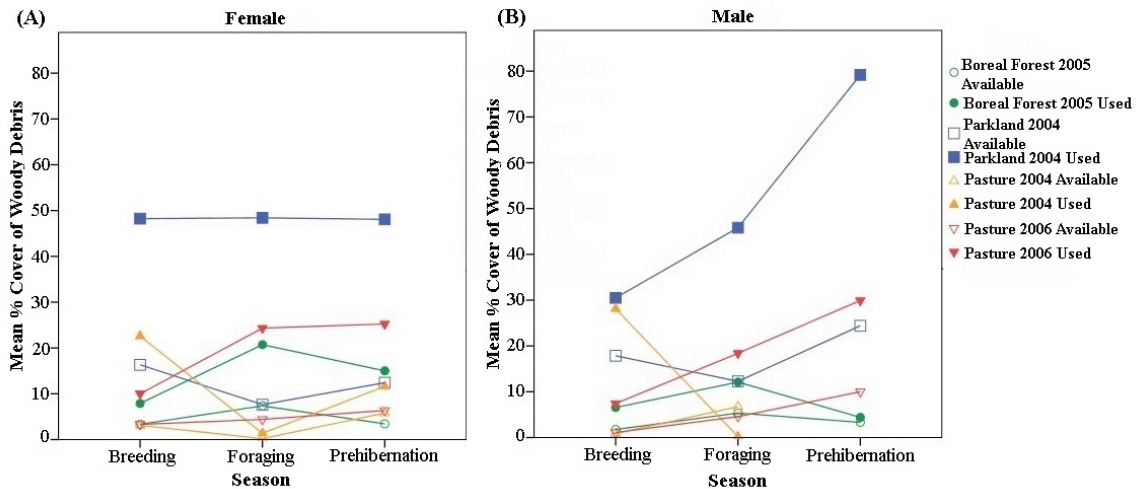 (A)
Female
Mean % Cover of Woody Debris
80
70
60
50
40
30
20
10
0
Breeding
Foraging
Prehibernation
Season
(B)
Male
Mean % Cover of Woody Debris
80
70
60
50
40
30
20
10
0
Breeding
Foraging
Prehibernation
Season
Boreal Forest 2005
Available
Boreal Forest 2005 Used
Parkland 2004
Available
Parkland 2004 Used
Pasture 2004 Available
Pasture 2004 Used
Pasture 2006 Available
Pasture 2006 Used